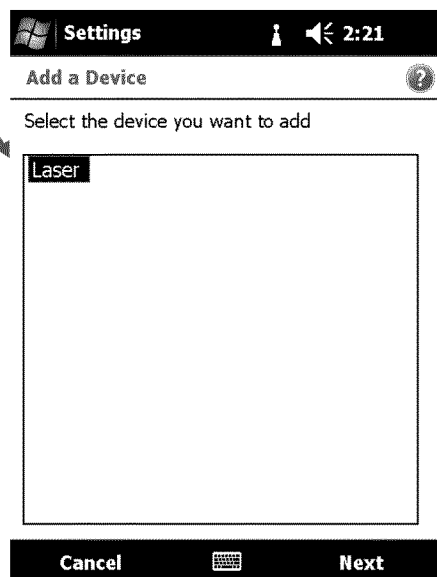 Settings 2:21
Add a Device ?
Select the device you want to add
Laser
Cancel Next